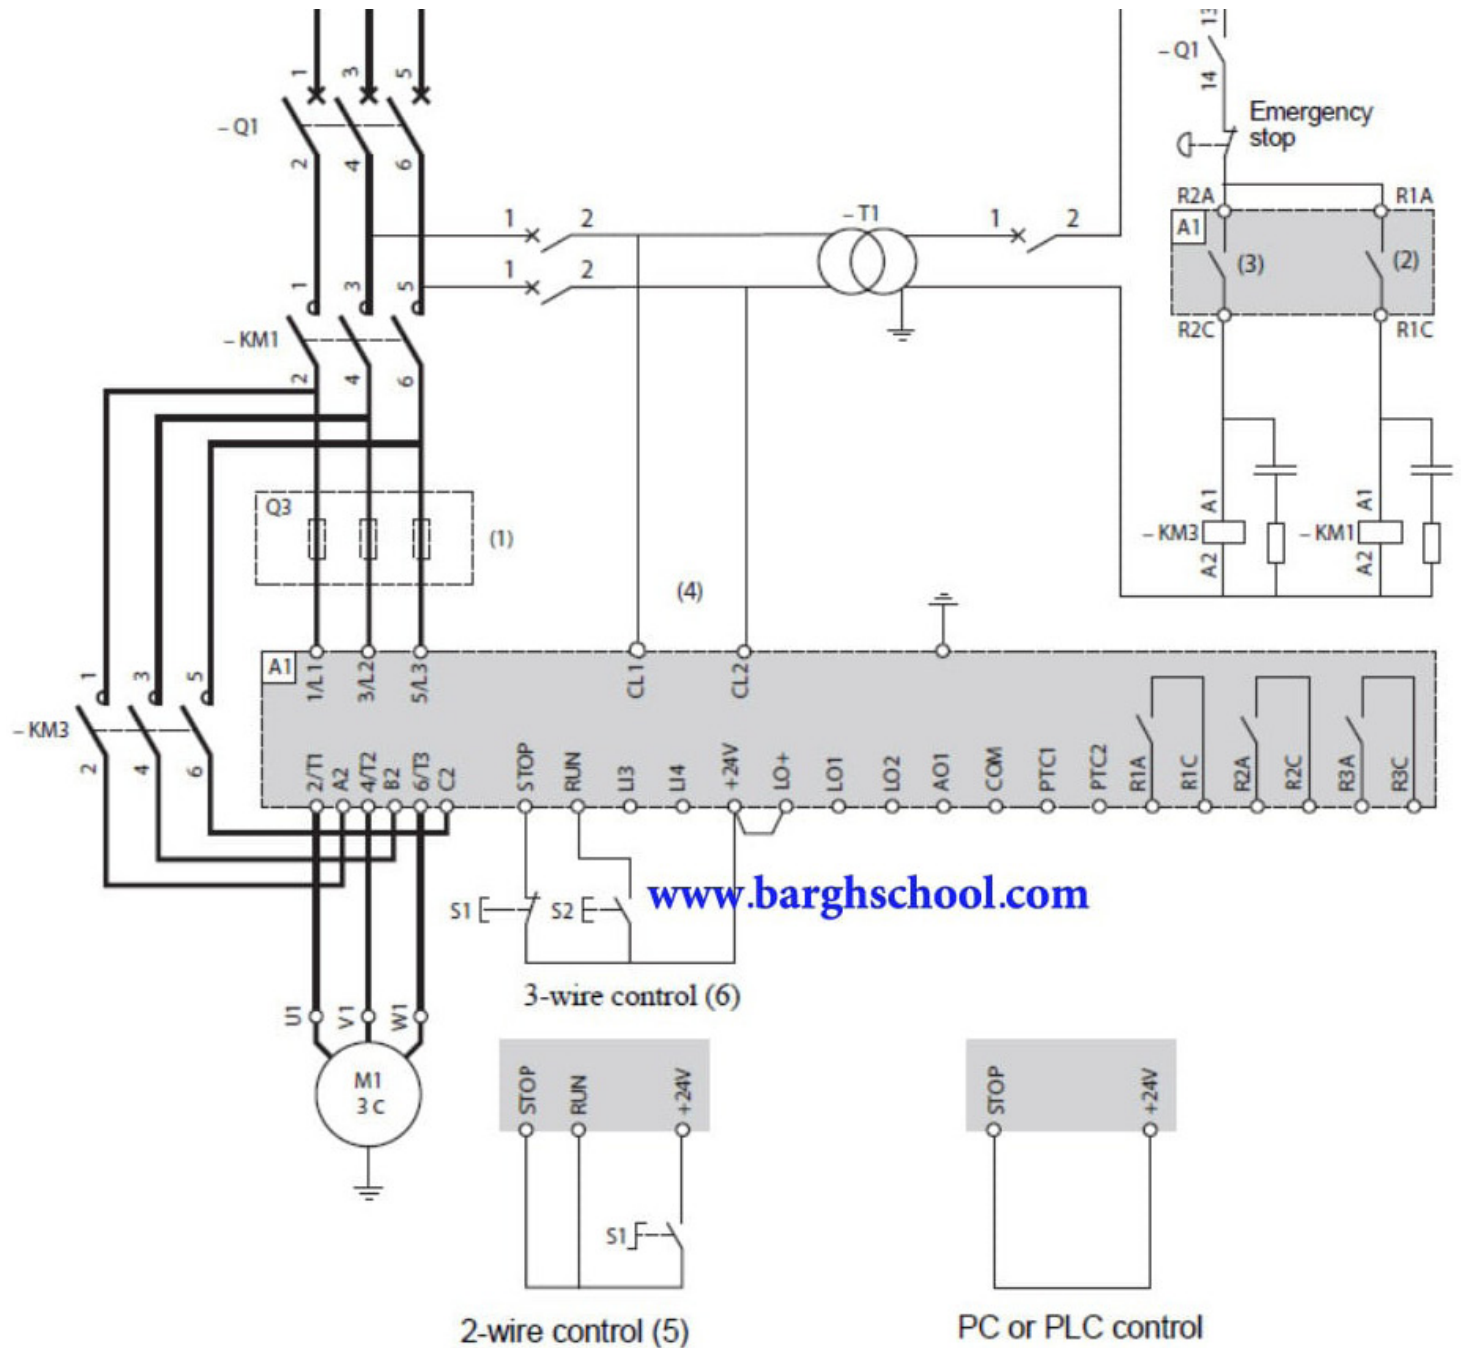 13
– Q1
14
Emergency
stop
1
3
5
– Q1
2
4
6
R2A
R1A
A1
(3)
(2)
R2C
R1C
1
2
– T1
1
2
1
2
1
3
5
– KM1
2
4
6
Q3
(1)
(4)
A1
– KM3
A2
A1
– KM1
A2
A1
1/L1
3/L2
5/L3
CL1
CL2
1
3
5
– KM3
2
4
6
2/T1
A2
4/T2
B2
6/T3
C2
STOP
RUN
LI3
LI4
+24V
LO+
LO1
LO2
AO1
COM
PTC1
PTC2
R1A
R1C
R2A
R2C
R3A
R3C
S1
S2
www.barghschool.com
3-wire control (6)
U1
V1
W1
M1
3 c
STOP
RUN
+24V
S1
2-wire control (5)
STOP
+24V
PC or PLC control